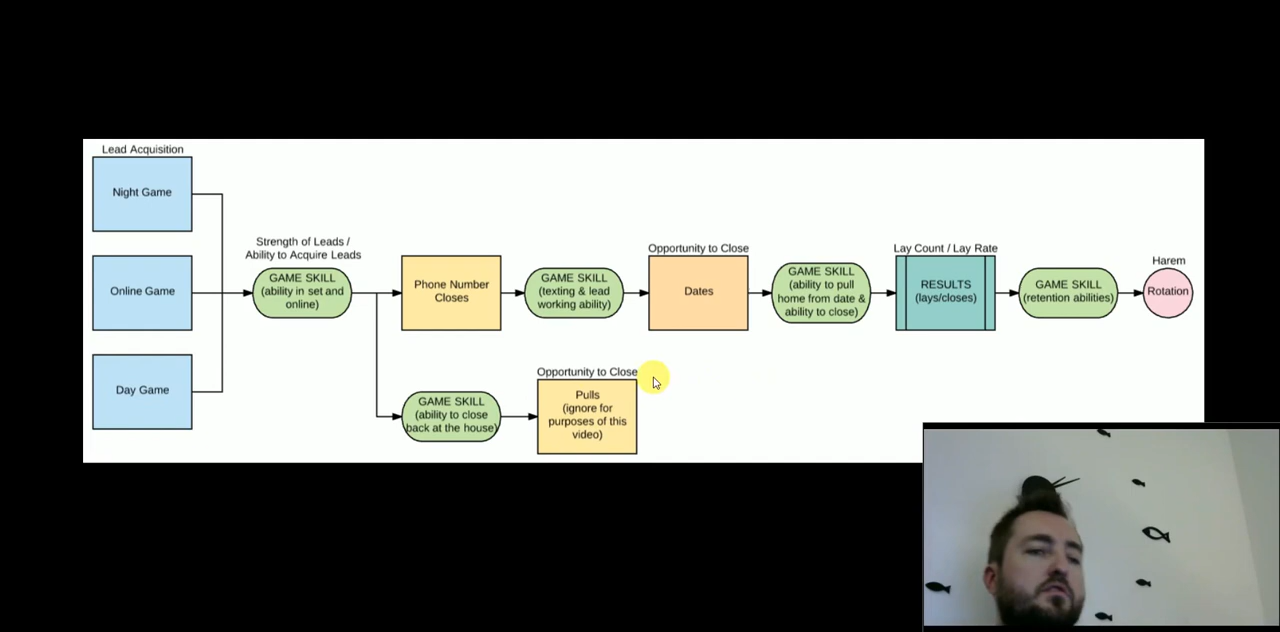 Lead Acquisition
Night Game
Online Game
Day Game
Strength of Leads /
Ability to Acquire Leads
GAME SKILL
(ability in set and
online)
Phone Number
Closes
GAME SKILL
(texting & lead
working ability)
Opportunity to Close
Dates
GAME SKILL
(ability to pull
home from date &
ability to close)
Lay Count / Lay Rate
RESULTS
(lays/closes)
GAME SKILL
(retention abilities)
Harem
Rotation
GAME SKILL
(ability to close
back at the house)
Opportunity to Close
Pulls
(ignore for
purposes of this
video)